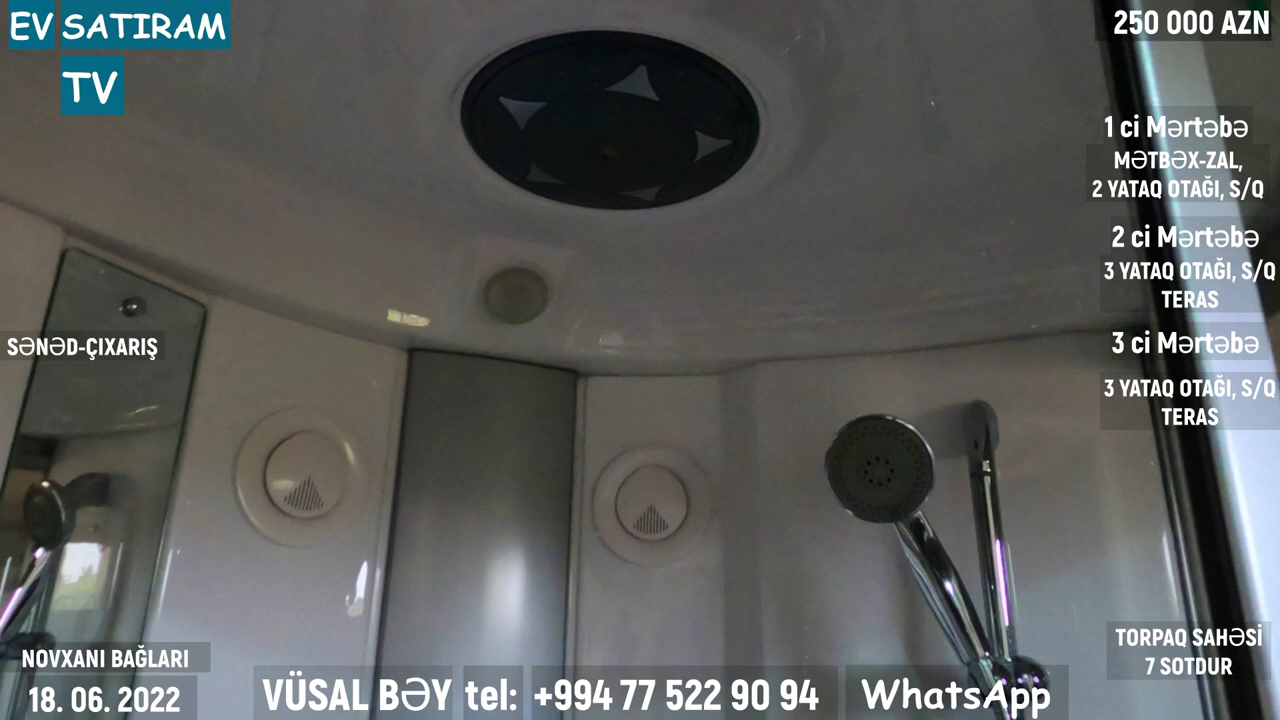 EV SATIRAM
TV
250 000 AZN
1 ci Mərtəbə
MƏTBƏX-ZAL,
2 YATAQ OTAĞI, S/Q
2 ci Mərtəbə
3 YATAQ OTAĞI, S/Q
TERAS
3 ci Mərtəbə
3 YATAQ OTAĞI, S/Q
TERAS
SƏNƏD-ÇIXARIŞ
TORPAQ SAHƏSİ
7 SOTDUR
NOVXANI BAĞLARI
18. 06. 2022
VÜSAL BƏY tel: +994 77 522 90 94 WhatsApp